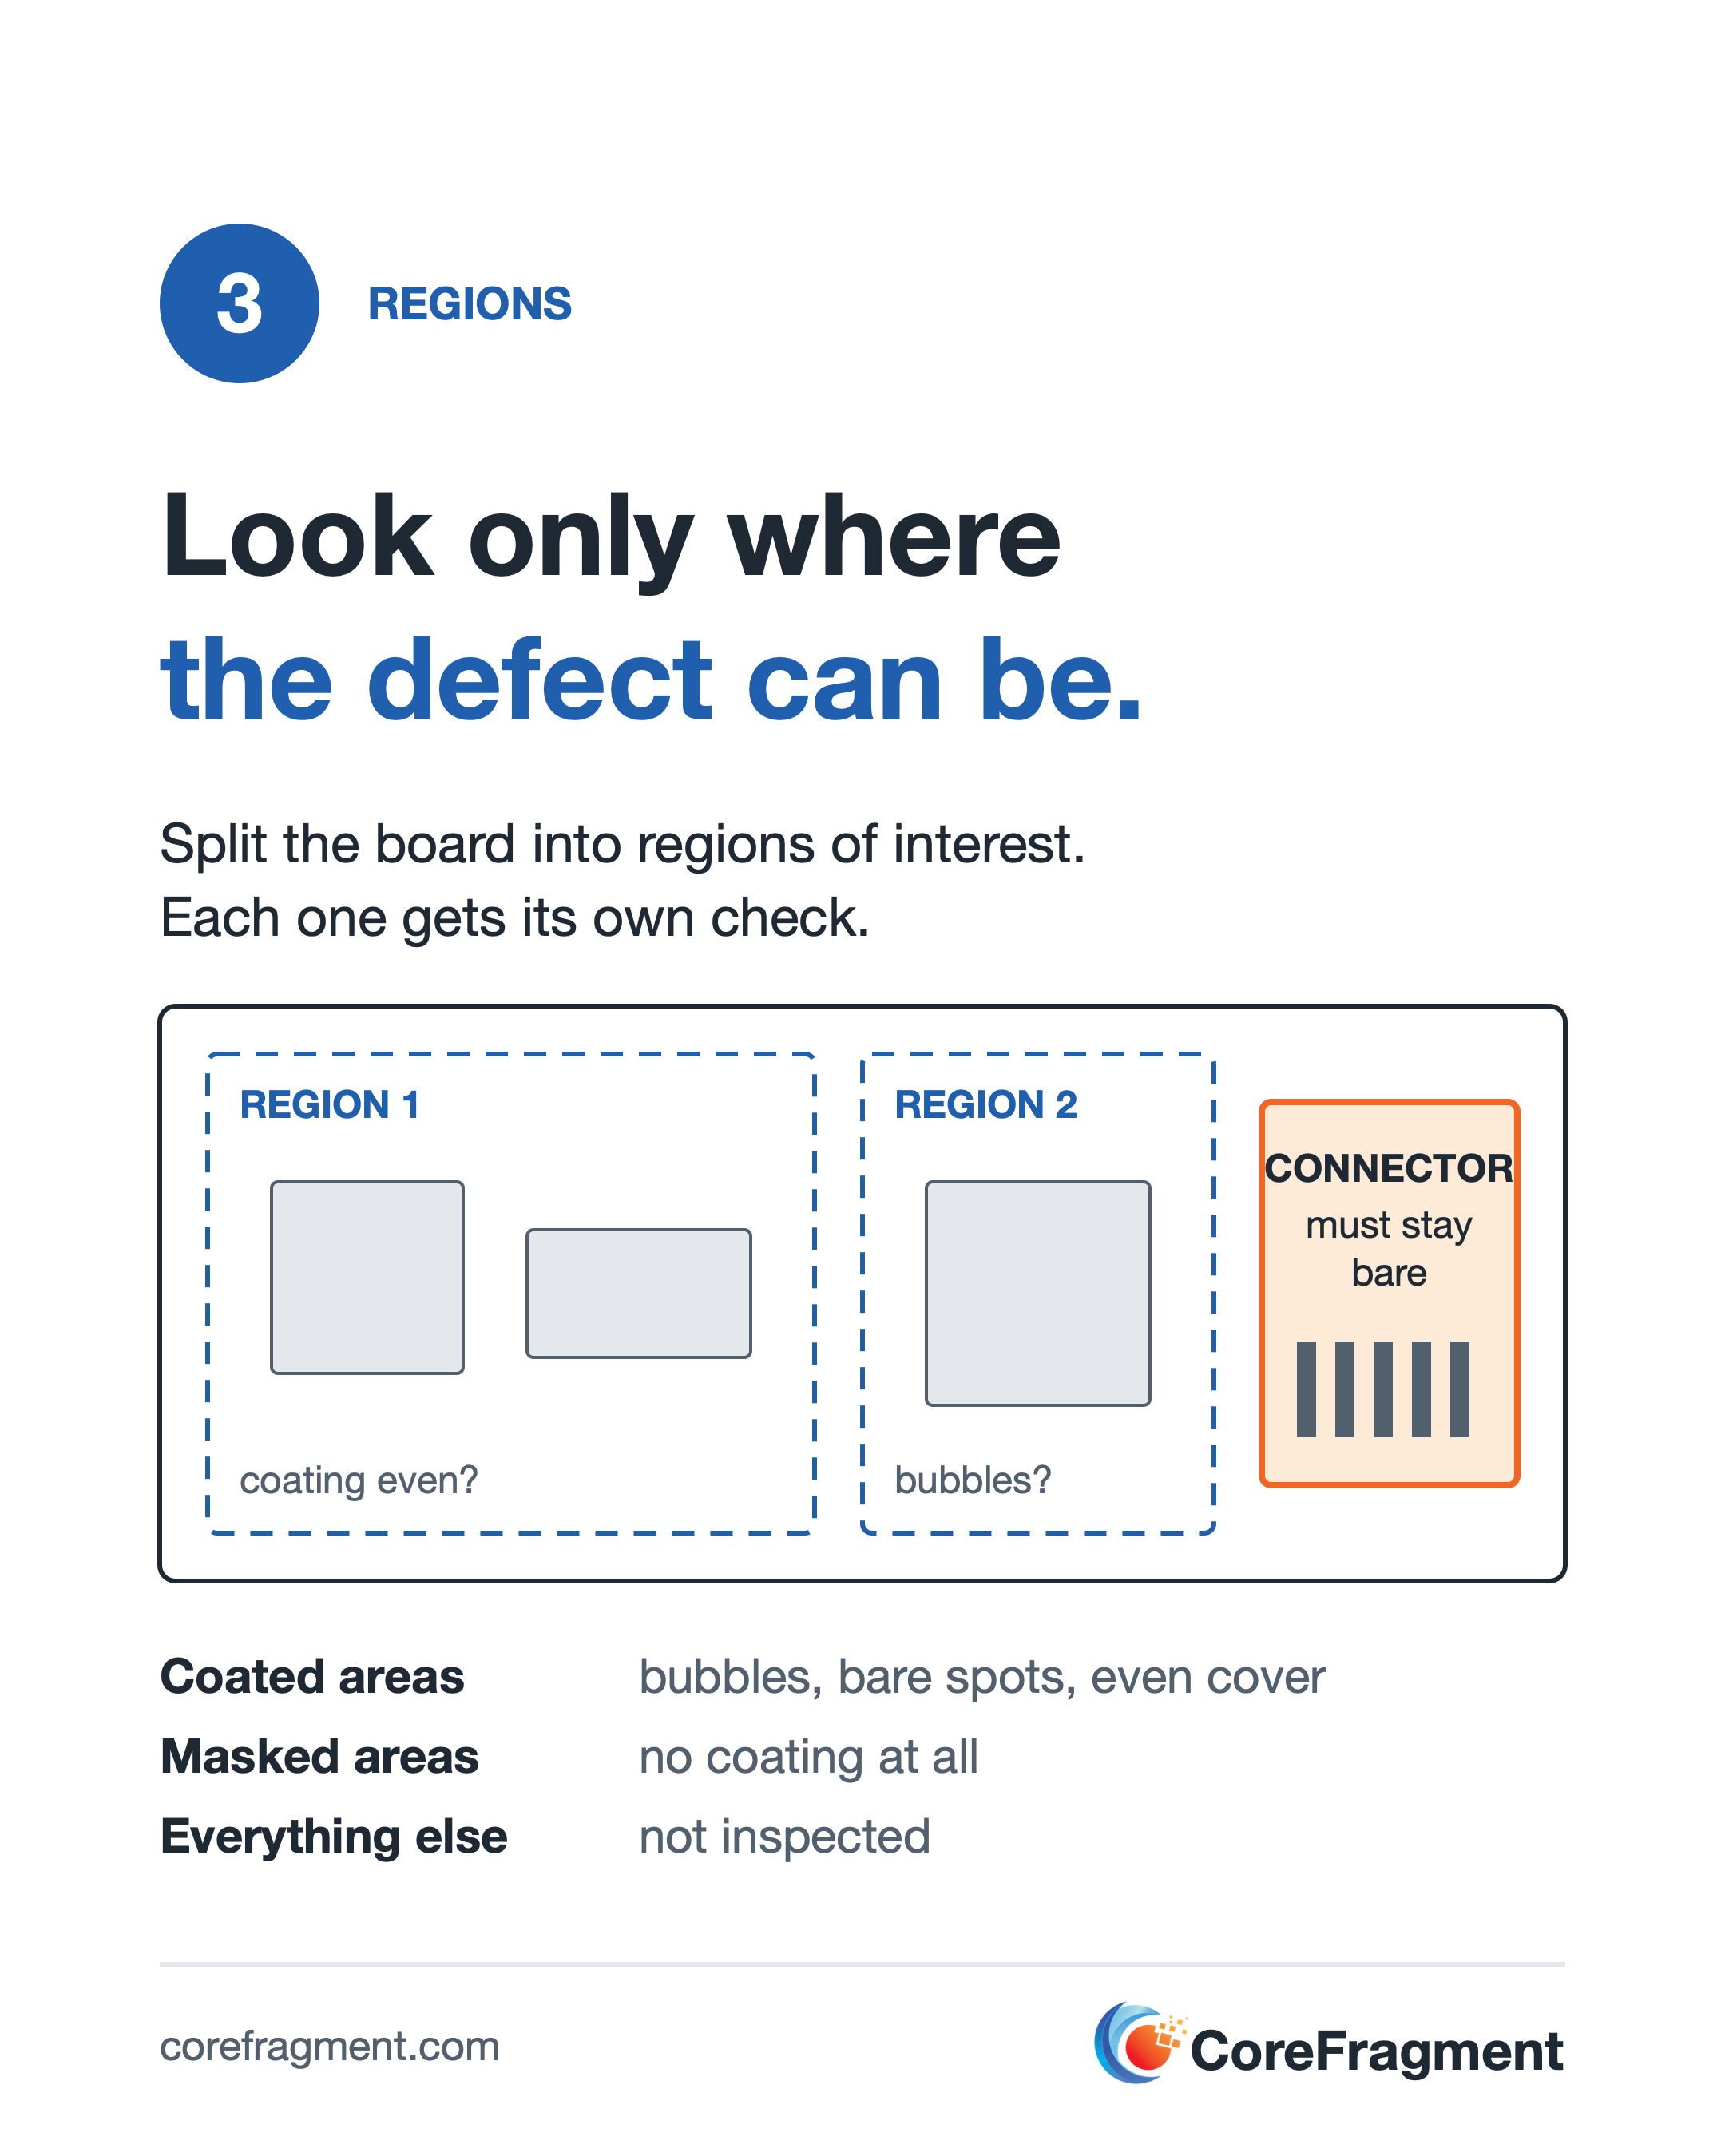 3
REGIONS
Look only where
the defect can be.
Split the board into regions of interest.
Each one gets its own check.
REGION 1
coating even?
REGION 2
bubbles?
CONNECTOR
must stay
bare
Coated areas bubbles, bare spots, even cover
Masked areas no coating at all
Everything else not inspected
corefragment.com
CoreFragment